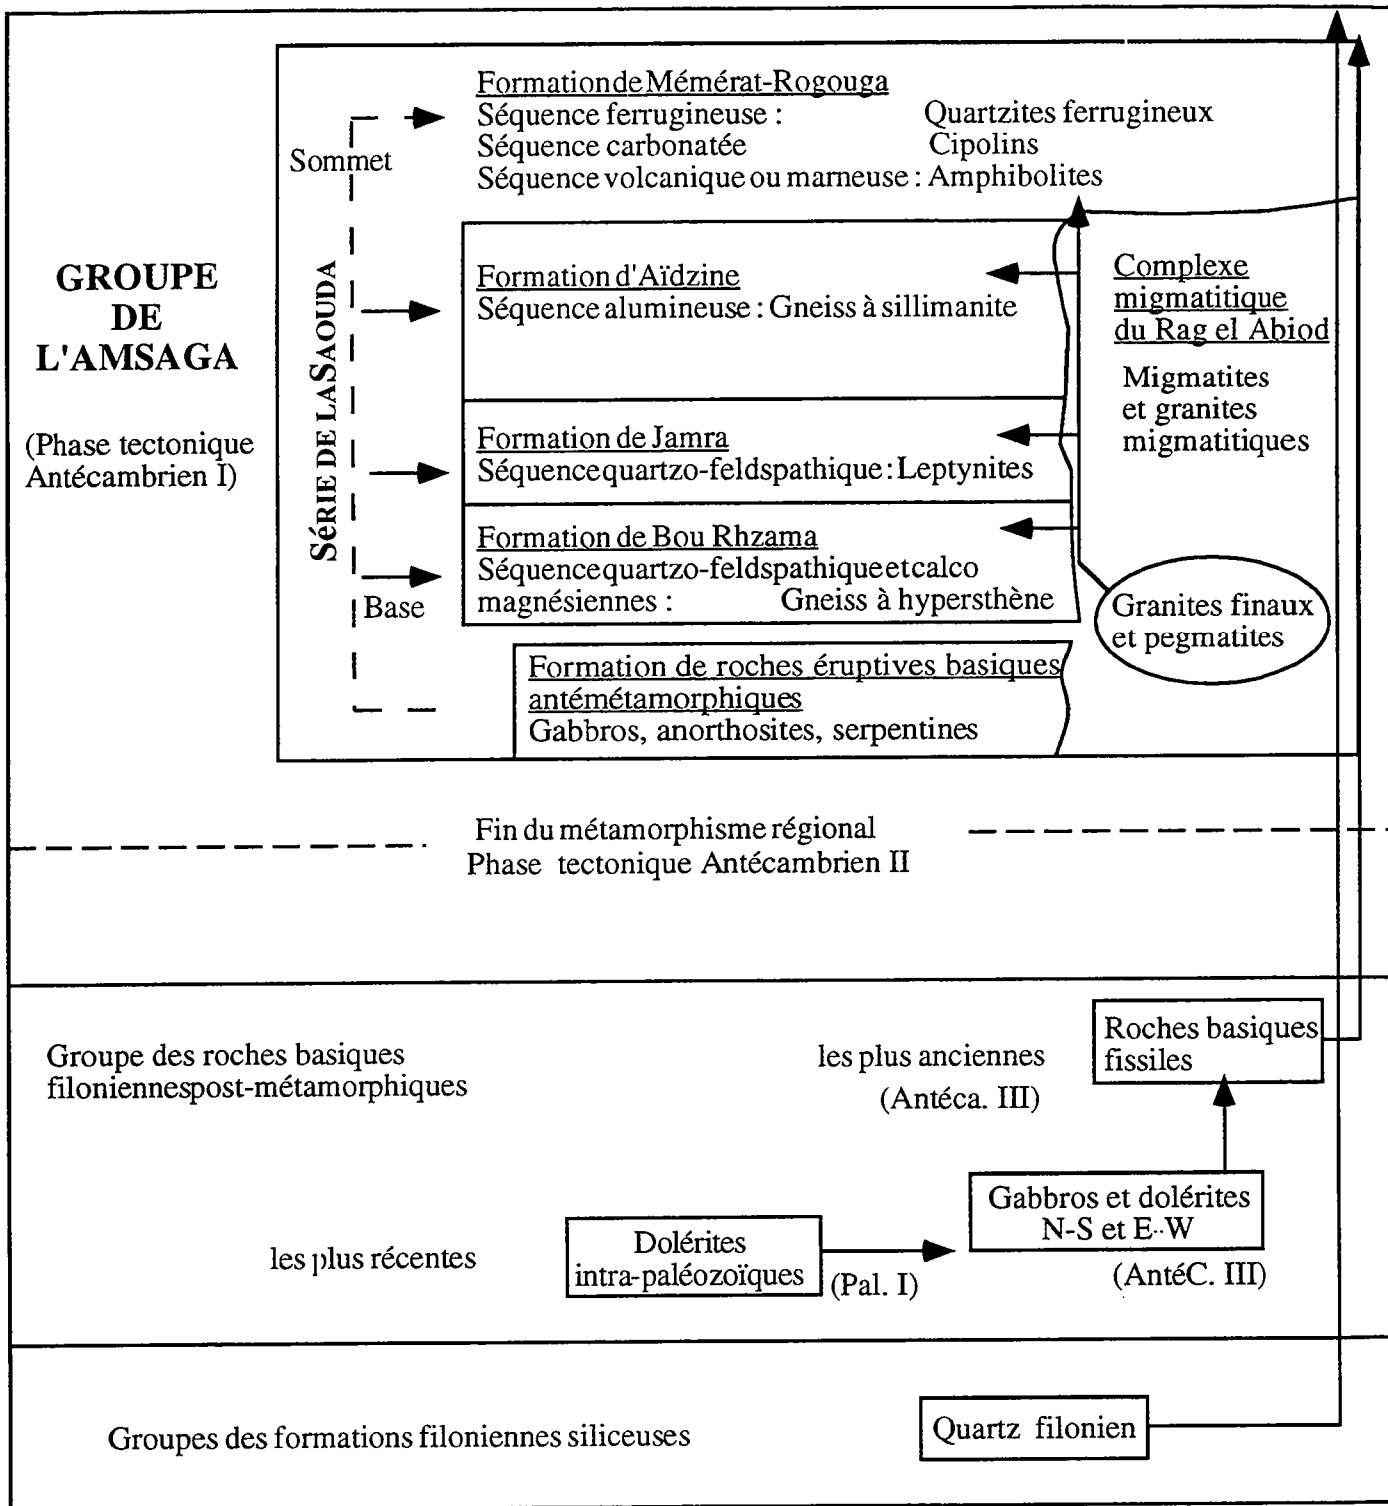 Formation de Mémérat-Rogouga
Séquence ferrugineuse : Quartzites ferrugineux
Séquence carbonatée Cipolins
Séquence volcanique ou marneuse : Amphibolites
Sommet
GROUPE
DE
L'AMSAGA
(Phase tectonique
Antécambrien I)
SéRIE DE LA SAOUDA
Formation d'Aïdzine
Séquence alumineuse : Gneiss à sillimanite
Formation de Jamra
Séquence quartzo-feldspathique : Leptynites
Formation de Bou Rhzama
Séquence quartzo-feldspathique et calco
magnésiennes : Gneiss à hypersthène
Base
Complexe
migmatitique
du Rag el Abiod
Migmatites
et granites
migmatitiques
Granites finaux
et pegmatites
Formation de roches éruptives basiques
antémétamorphiques
Gabbros, anorthosites, serpentines
Fin du métamorphisme régional
Phase tectonique Antécambrien II
Groupe des roches basiques
filoniennes post-métamorphiques
les plus anciennes
(Antéca. III)
Roches basiques
fissiles
Gabbros et dolérites
N-S et E-W
(AntéC. III)
les plus récentes
Dolérites
intra-paléozoïques
(Pal. I)
Groupes des formations filoniennes siliceuses
Quartz filonien